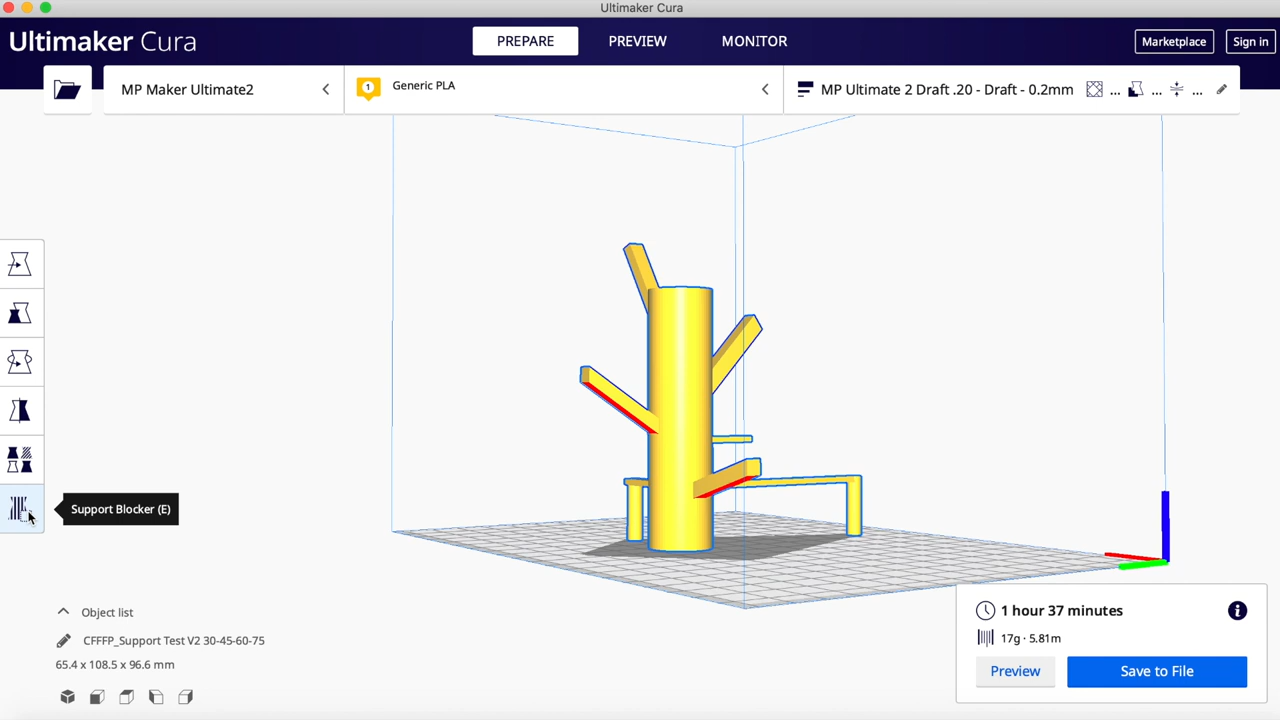 Ultimaker Cura
Ultimaker Cura
PREPARE
PREVIEW
MONITOR
Marketplace
Sign in
MP Maker Ultimate2
1
Generic PLA
MP Ultimate 2 Draft .20 - Draft - 0.2mm
...
...
...
Support Blocker (E)
Object list
CFFFP_Support Test V2 30-45-60-75
65.4 x 108.5 x 96.6 mm
1 hour 37 minutes
17g · 5.81m
Preview
Save to File